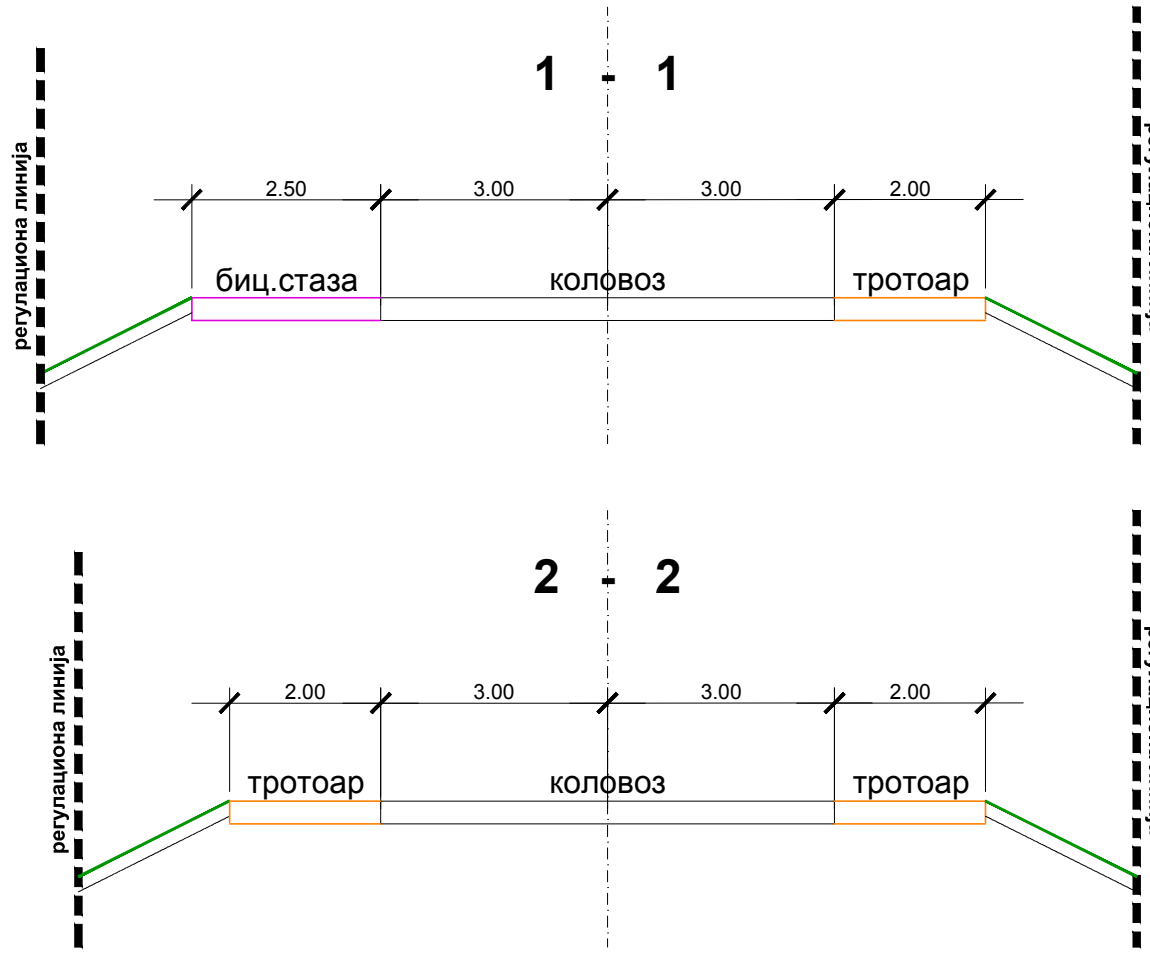 1 - 1
регулациона линија
2.50 3.00 3.00 2.00
биц.стаза коловоз тротоар
2 - 2
регулациона линија
2.00 3.00 3.00 2.00
тротоар коловоз тротоар